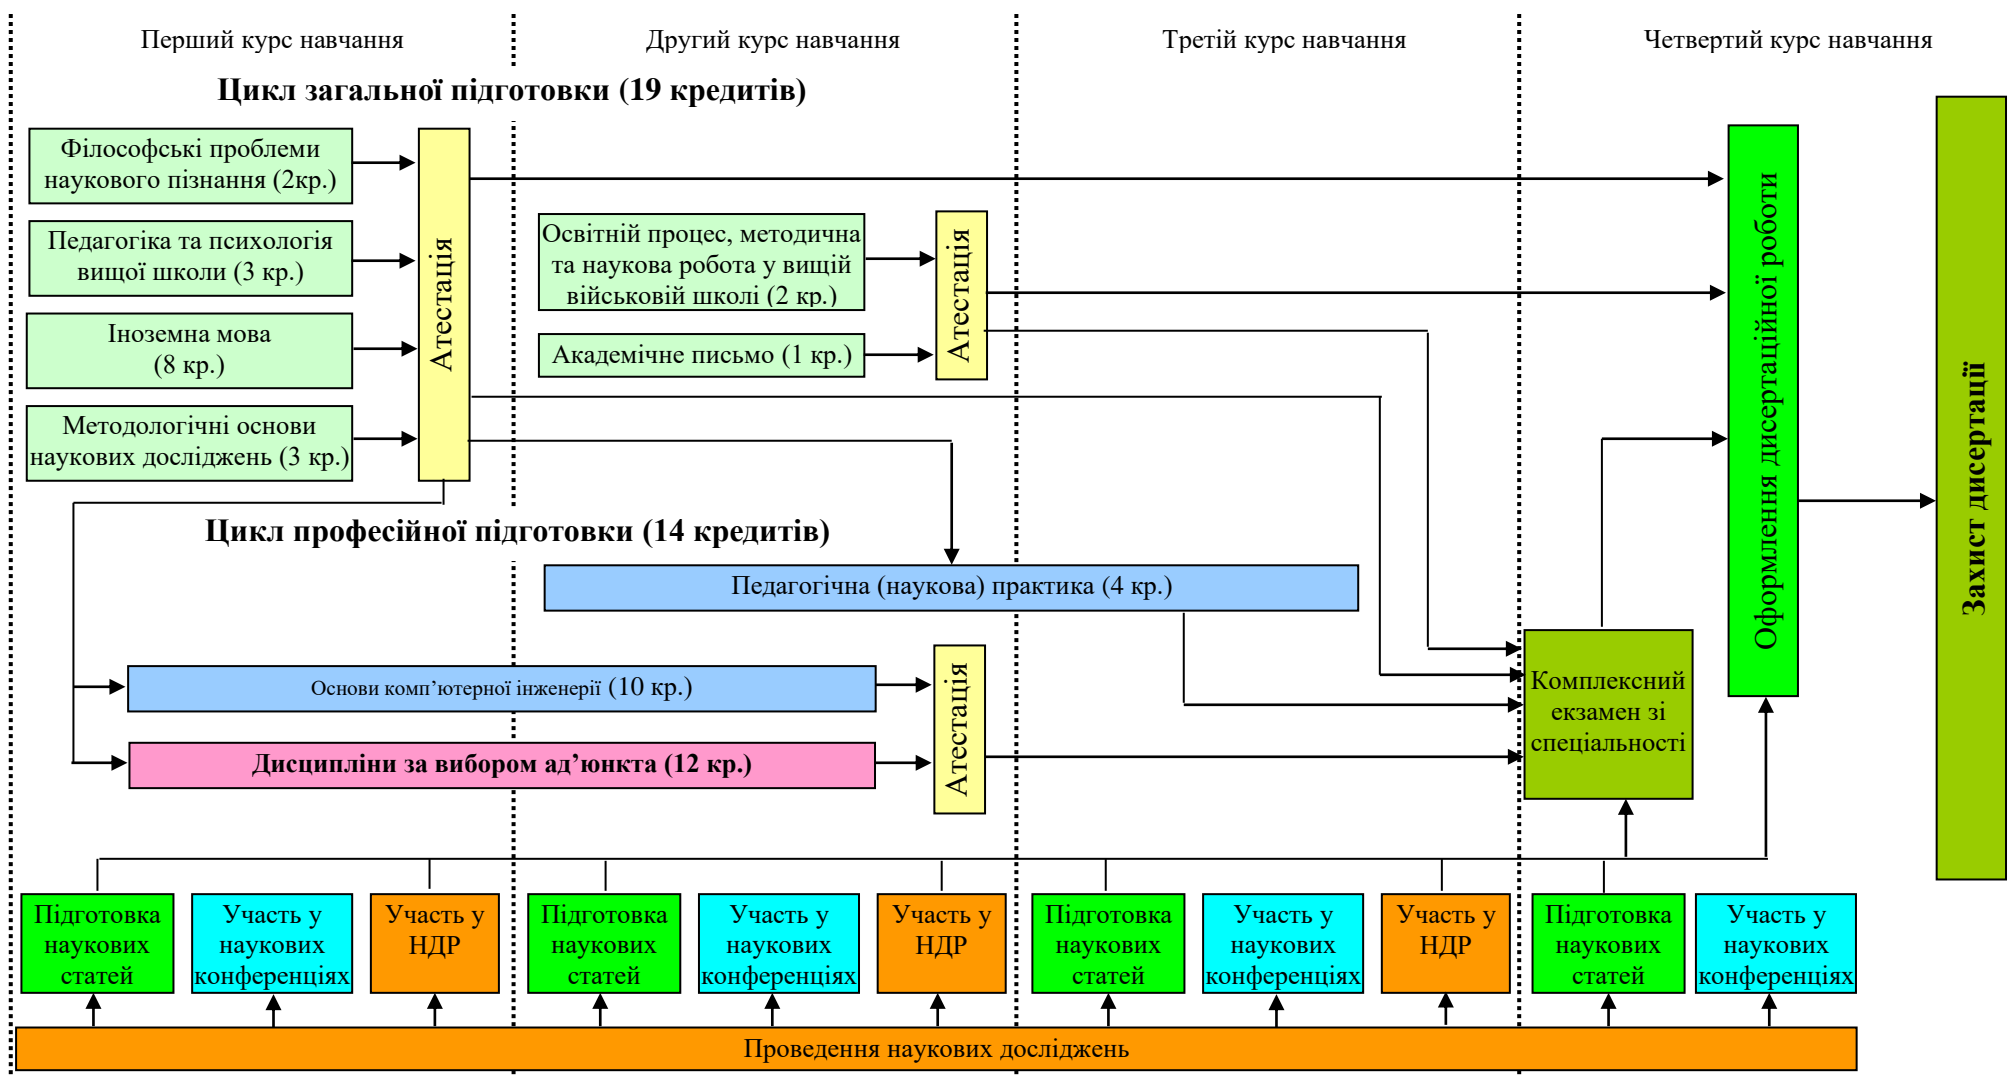 Перший курс навчання
Другий курс навчання
Третій курс навчання
Четвертий курс навчання
Цикл загальної підготовки (19 кредитів)
Філософські проблеми
наукового пізнання (2кр.)
Педагогіка та психологія
вищої школи (3 кр.)
Іноземна мова
(8 кр.)
Методологічні основи
наукових досліджень (3 кр.)
Атестація
Освітній процес, методична
та наукова робота у вищій
військовій школі (2 кр.)
Академічне письмо (1 кр.)
Атестація
Оформлення дисертаційної роботи
Захист дисертації
Цикл професійної підготовки (14 кредитів)
Педагогічна (наукова) практика (4 кр.)
Основи комп’ютерної інженерії (10 кр.)
Дисципліни за вибором ад’юнкта (12 кр.)
Атестація
Комплексний
екзамен зі
спеціальності
Підготовка
наукових
статей
Участь у
наукових
конференціях
Участь у
НДР
Підготовка
наукових
статей
Участь у
наукових
конференціях
Участь у
НДР
Підготовка
наукових
статей
Участь у
наукових
конференціях
Участь у
НДР
Підготовка
наукових
статей
Участь у
наукових
конференціях
Проведення наукових досліджень